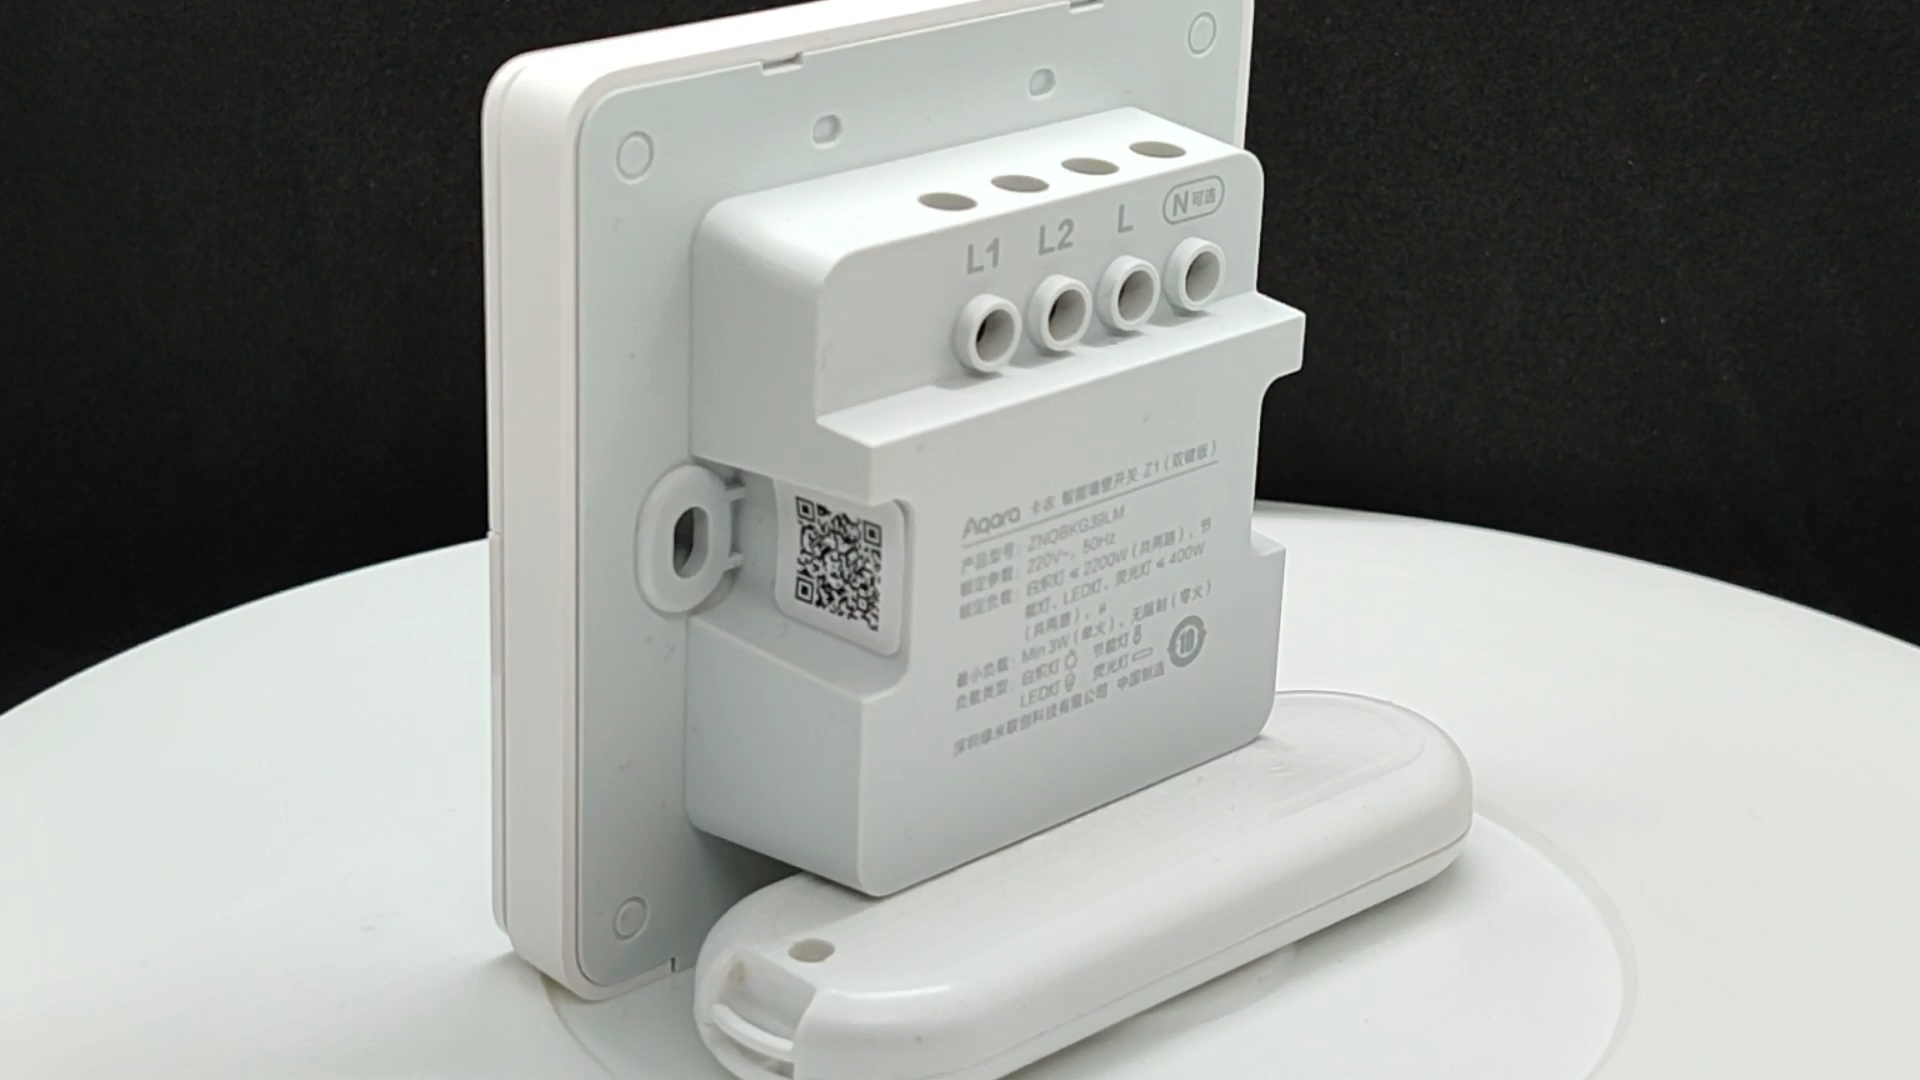 L1 L2 L N可选
Aqara 卡农 智能墙壁开关 Z1（双键版）
产品型号：ZNQBKG39LM
额定参数：220V~，50Hz
额定负载：白炽灯≤2200W（共两路），节
能灯、LED灯、荧光灯≤400W
（共两路），μ
最小负载：Min 3W（单火），无限制（零火）
负载类型：白炽灯 节能灯
LED灯 荧光灯
深圳绿米联创科技有限公司 中国制造
10